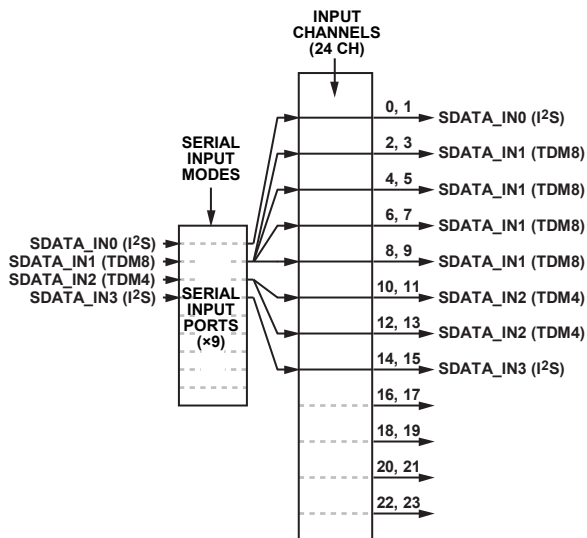 INPUT
CHANNELS
(24 CH)
SERIAL
INPUT
MODES
SDATA_IN0 (I²S)
SDATA_IN1 (TDM8)
SDATA_IN2 (TDM4)
SDATA_IN3 (I²S)
SERIAL
INPUT
PORTS
(×9)
0, 1 SDATA_IN0 (I²S)
2, 3 SDATA_IN1 (TDM8)
4, 5 SDATA_IN1 (TDM8)
6, 7 SDATA_IN1 (TDM8)
8, 9 SDATA_IN1 (TDM8)
10, 11 SDATA_IN2 (TDM4)
12, 13 SDATA_IN2 (TDM4)
14, 15 SDATA_IN3 (I²S)
16, 17
18, 19
20, 21
22, 23